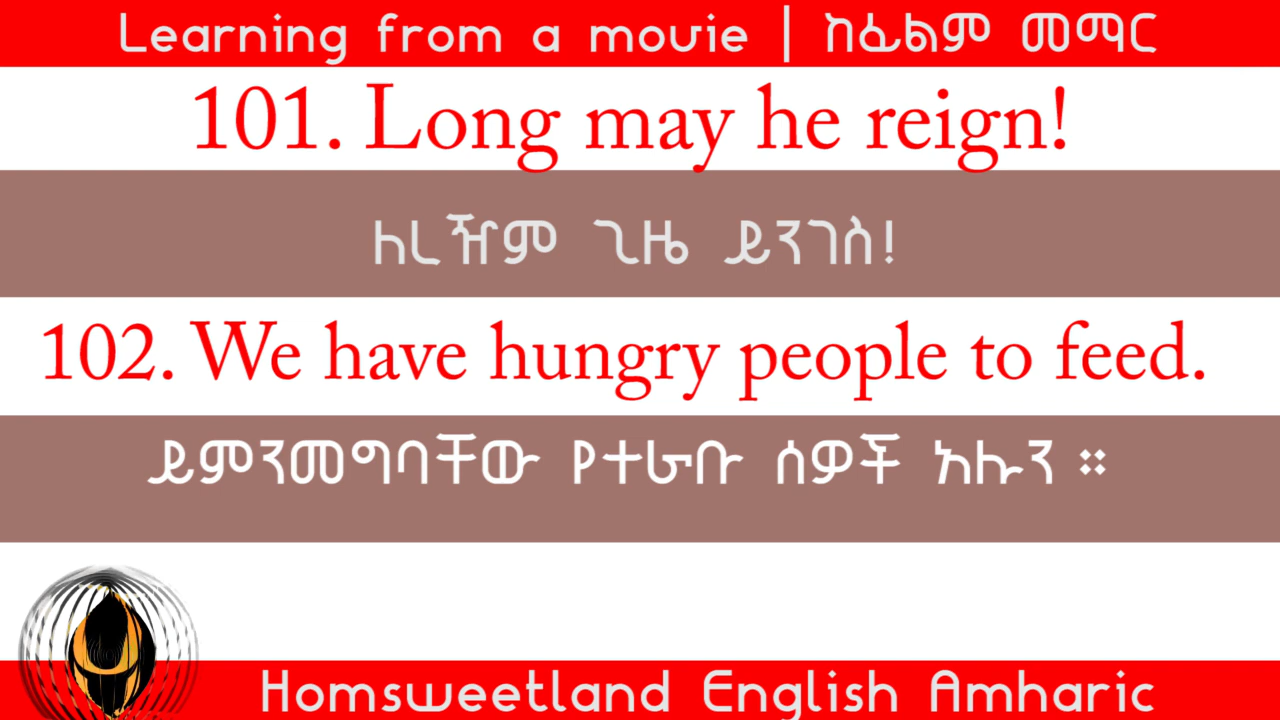 Learning from a movie | ከፊልም መማር
101. Long may he reign!
ለረዥም ጊዜ ይንገስ!
102. We have hungry people to feed.
ይምንመግባቸው የተራቡ ሰዎች አሉን ።
Homsweetland English Amharic